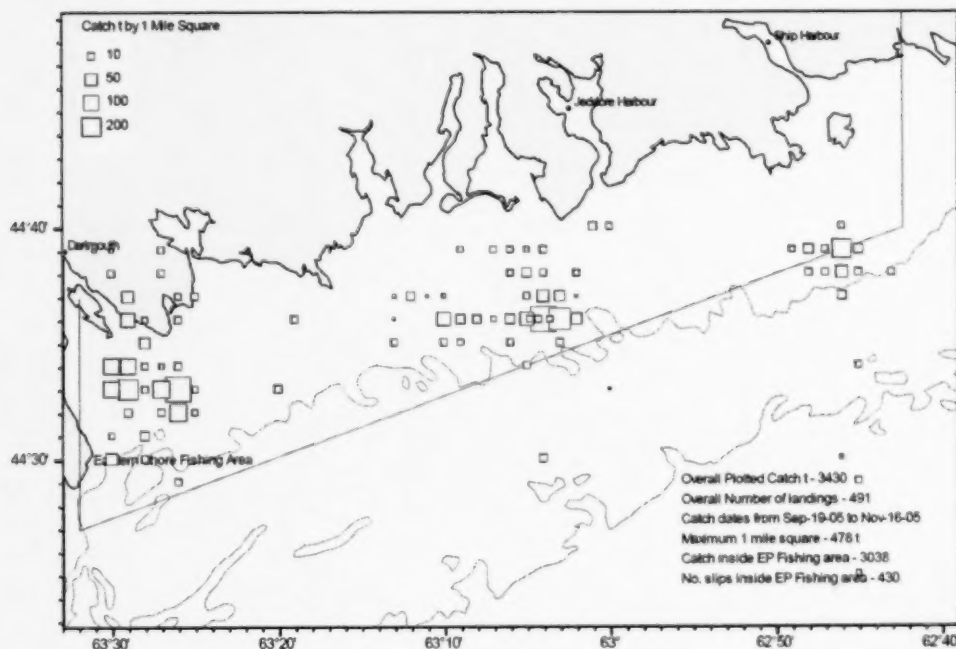 Catch t by 1 Mile Square
10
50
100
200
Ship Harbour
Jeddore Harbour
44°40'
Dartmouth
44°30'
Eastern Shore Fishing Area
Overall Plotted Catch t - 3430
Overall Number of landings - 491
Catch dates from Sep-19-05 to Nov-16-05
Maximum 1 mile square - 478 t
Catch inside EP Fishing area - 3038
No. slips inside EP Fishing area - 430
63°30'
63°20'
63°10'
63°
62°50'
62°40'